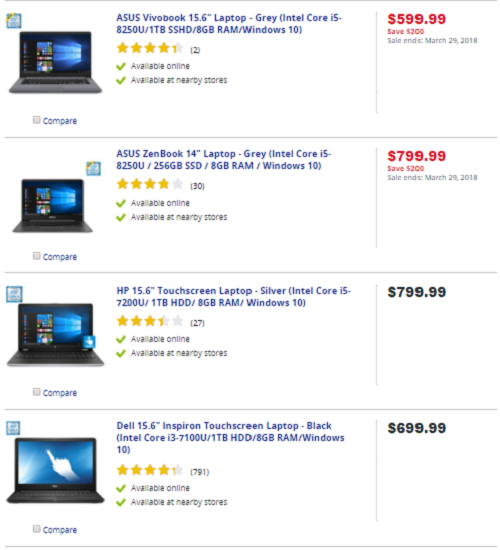 ASUS Vivobook 15.6" Laptop - Grey (Intel Core i5-
8250U/1TB SSHD/8GB RAM/Windows 10)
(2)
Available online
Available at nearby stores
Compare
$599.99
Save $200
Sale ends: March 29, 2018
ASUS ZenBook 14" Laptop - Grey (Intel Core i5-
8250U / 256GB SSD / 8GB RAM / Windows 10)
(30)
Available online
Available at nearby stores
Compare
$799.99
Save $200
Sale ends: March 29, 2018
HP 15.6" Touchscreen Laptop - Silver (Intel Core i5-
7200U/ 1TB HDD/ 8GB RAM/ Windows 10)
(27)
Available online
Available at nearby stores
Compare
$799.99
Dell 15.6" Inspiron Touchscreen Laptop - Black
(Intel Core i3-7100U/1TB HDD/8GB RAM/Windows
10)
(791)
Available online
Available at nearby stores
Compare
$699.99